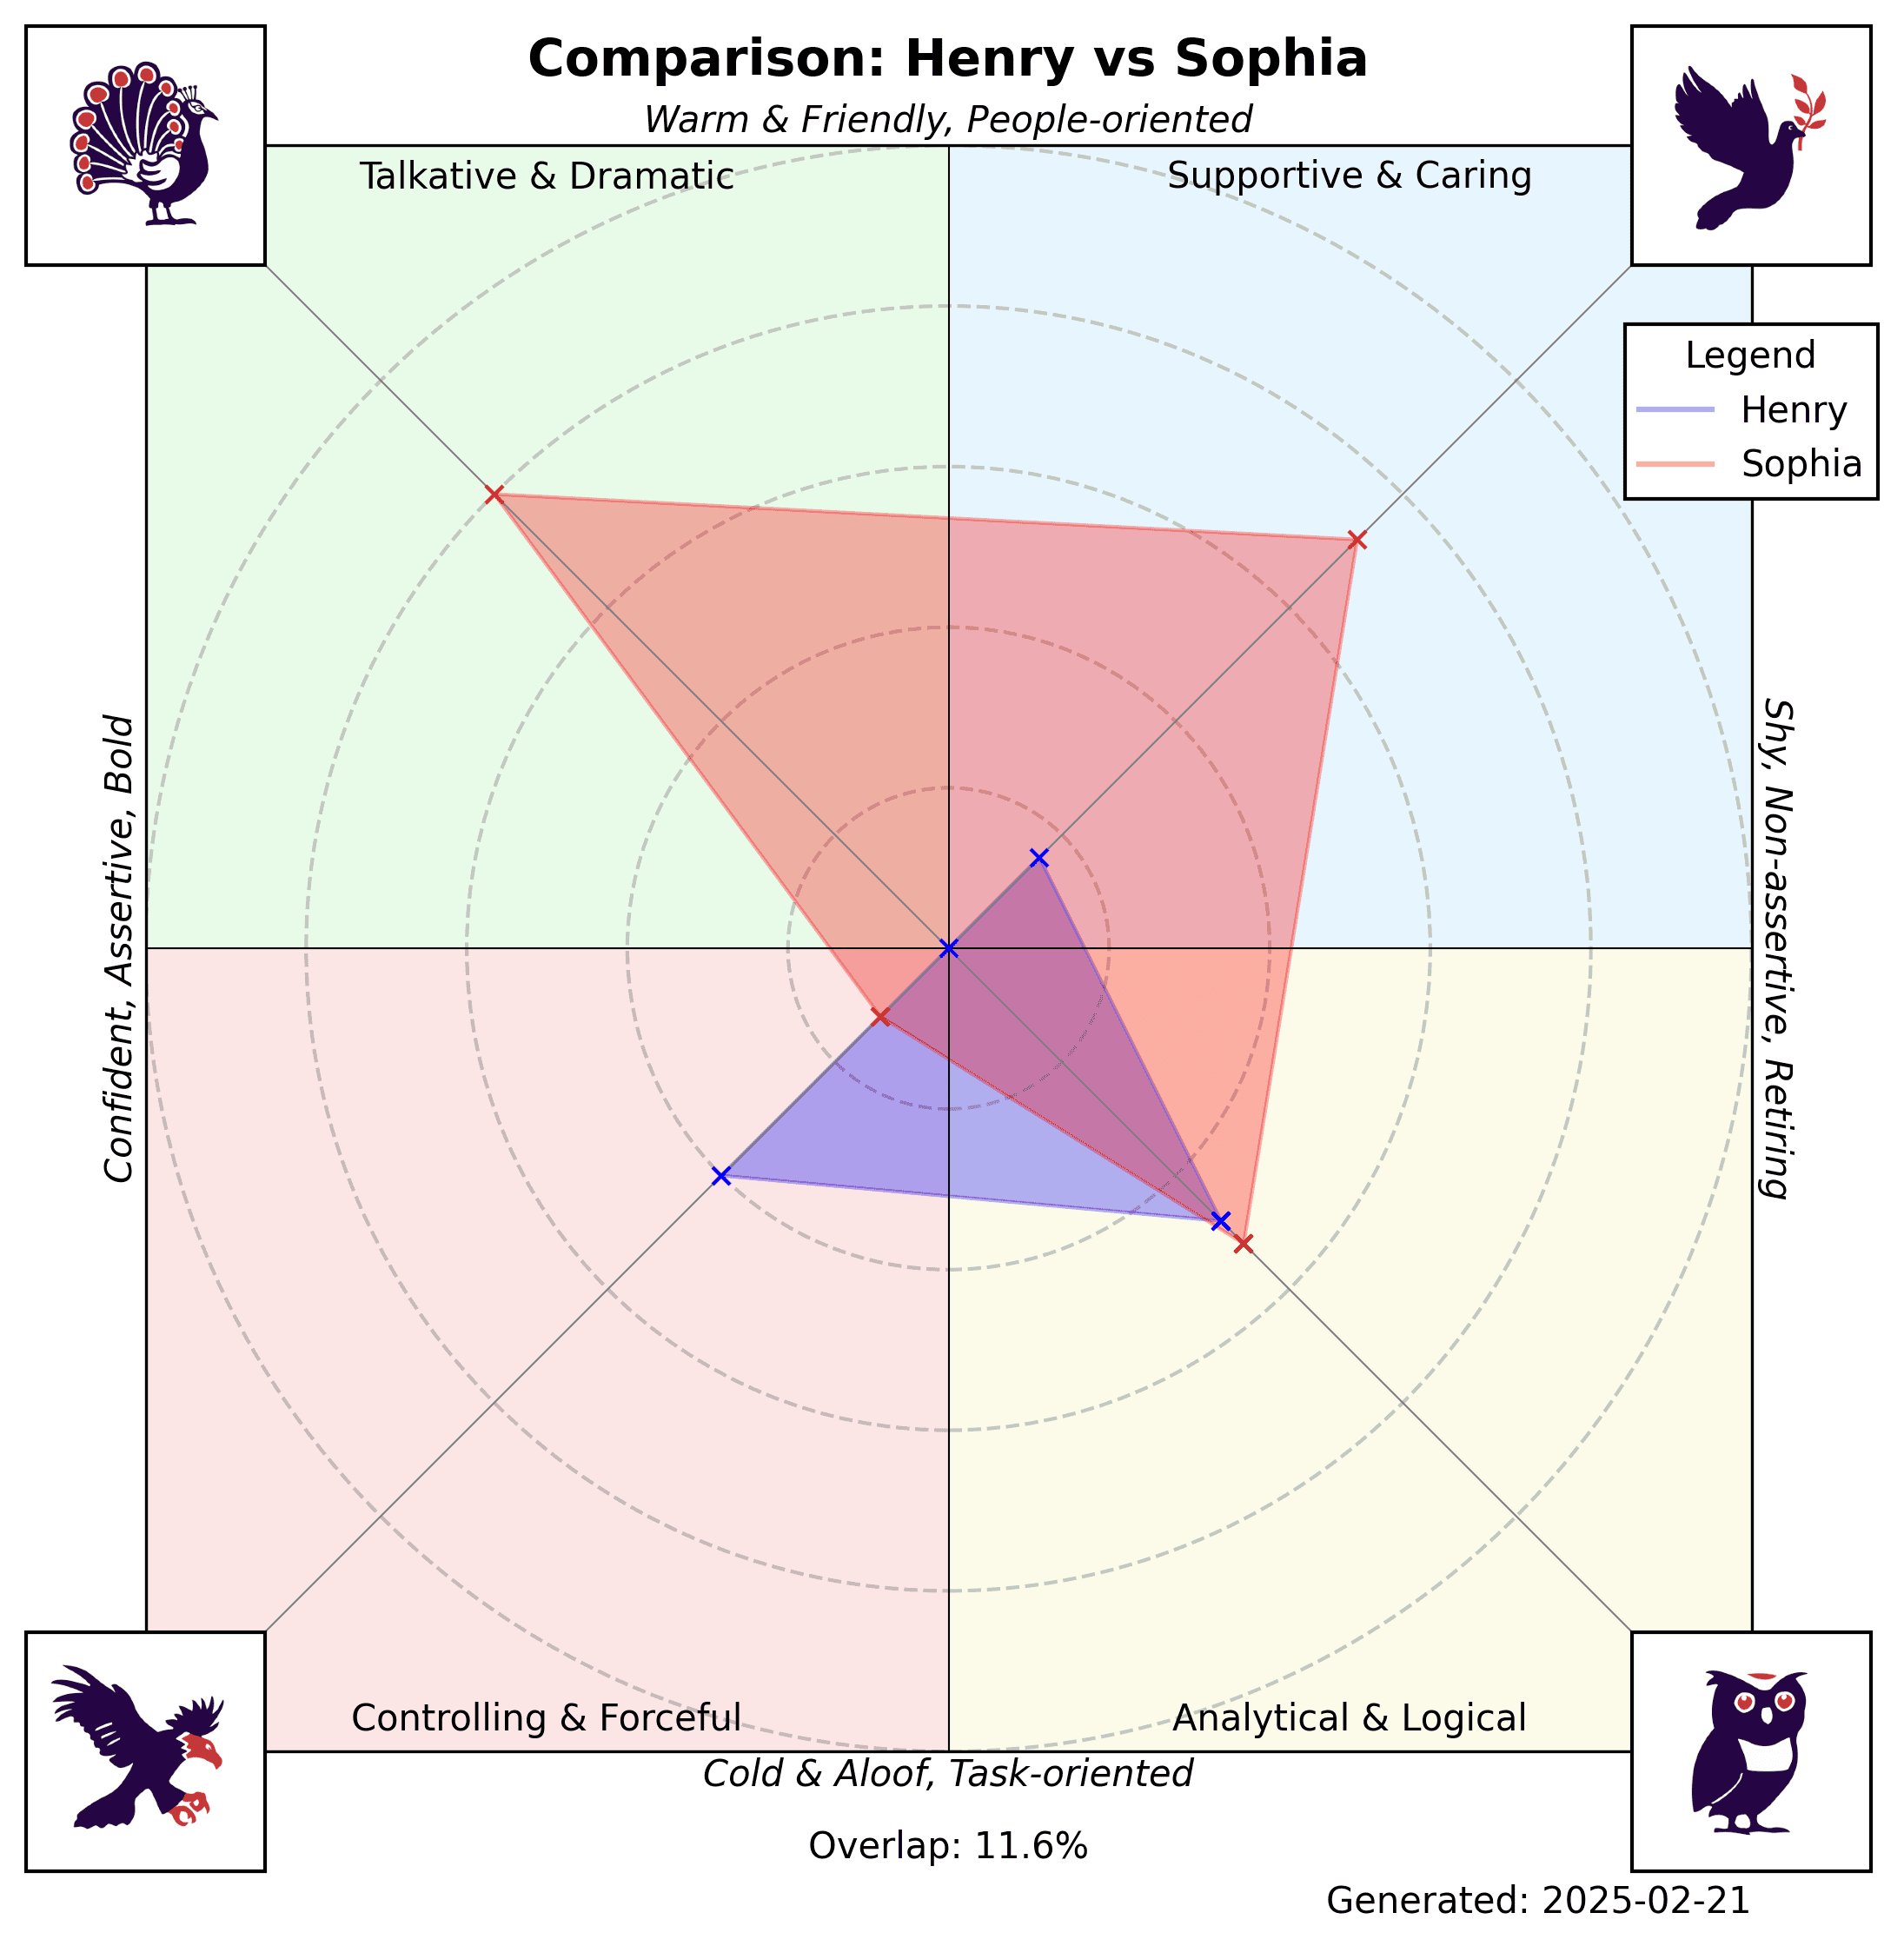 Comparison: Henry vs Sophia
Warm & Friendly, People-oriented
Talkative & Dramatic
Supportive & Caring
Legend
Henry
Sophia
Confident, Assertive, Bold
Shy, Non-assertive, Retiring
Controlling & Forceful
Analytical & Logical
Cold & Aloof, Task-oriented
Overlap: 11.6%
Generated: 2025-02-21